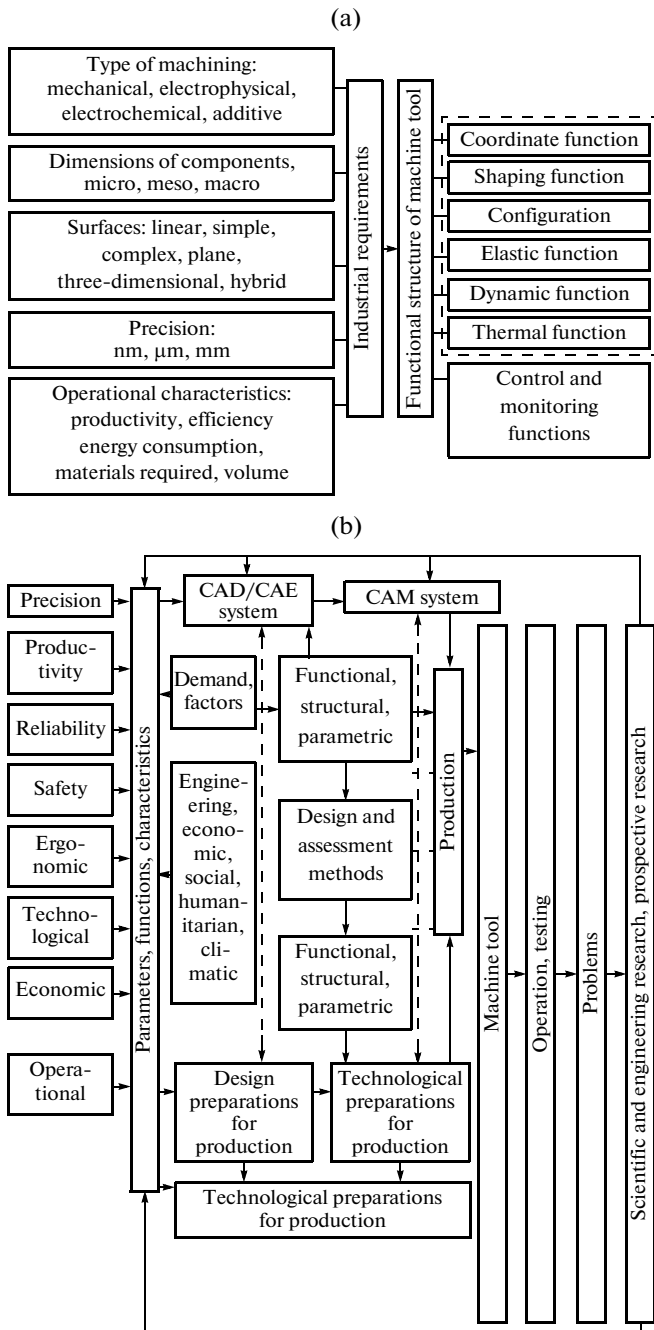 (a)
Type of machining:
mechanical, electrophysical,
electrochemical, additive
Dimensions of components,
micro, meso, macro
Surfaces: linear, simple,
complex, plane,
three-dimensional, hybrid
Precision:
nm, μm, mm
Operational characteristics:
productivity, efficiency
energy consumption,
materials required, volume
Industrial requirements
Functional structure of machine tool
Coordinate function
Shaping function
Configuration
Elastic function
Dynamic function
Thermal function
Control and
monitoring
functions
(b)
Precision
Produc-
tivity
Reliability
Safety
Ergo-
nomic
Techno-
logical
Economic
Opera-
tional
Parameters, functions, characteristics
CAD/CAE
system
CAM system
Demand,
factors
Functional,
structural,
parametric
Engine-
ering,
econo-
mic,
social,
human-
itarian,
cli-
matic
Design and
assessment
methods
Functional,
structural,
parametric
Production
Design
preparations
for
production
Technological
preparations
for
production
Technological preparations
for production
Machine tool
Operation, testing
Problems
Scientific and engineering research, prospective research